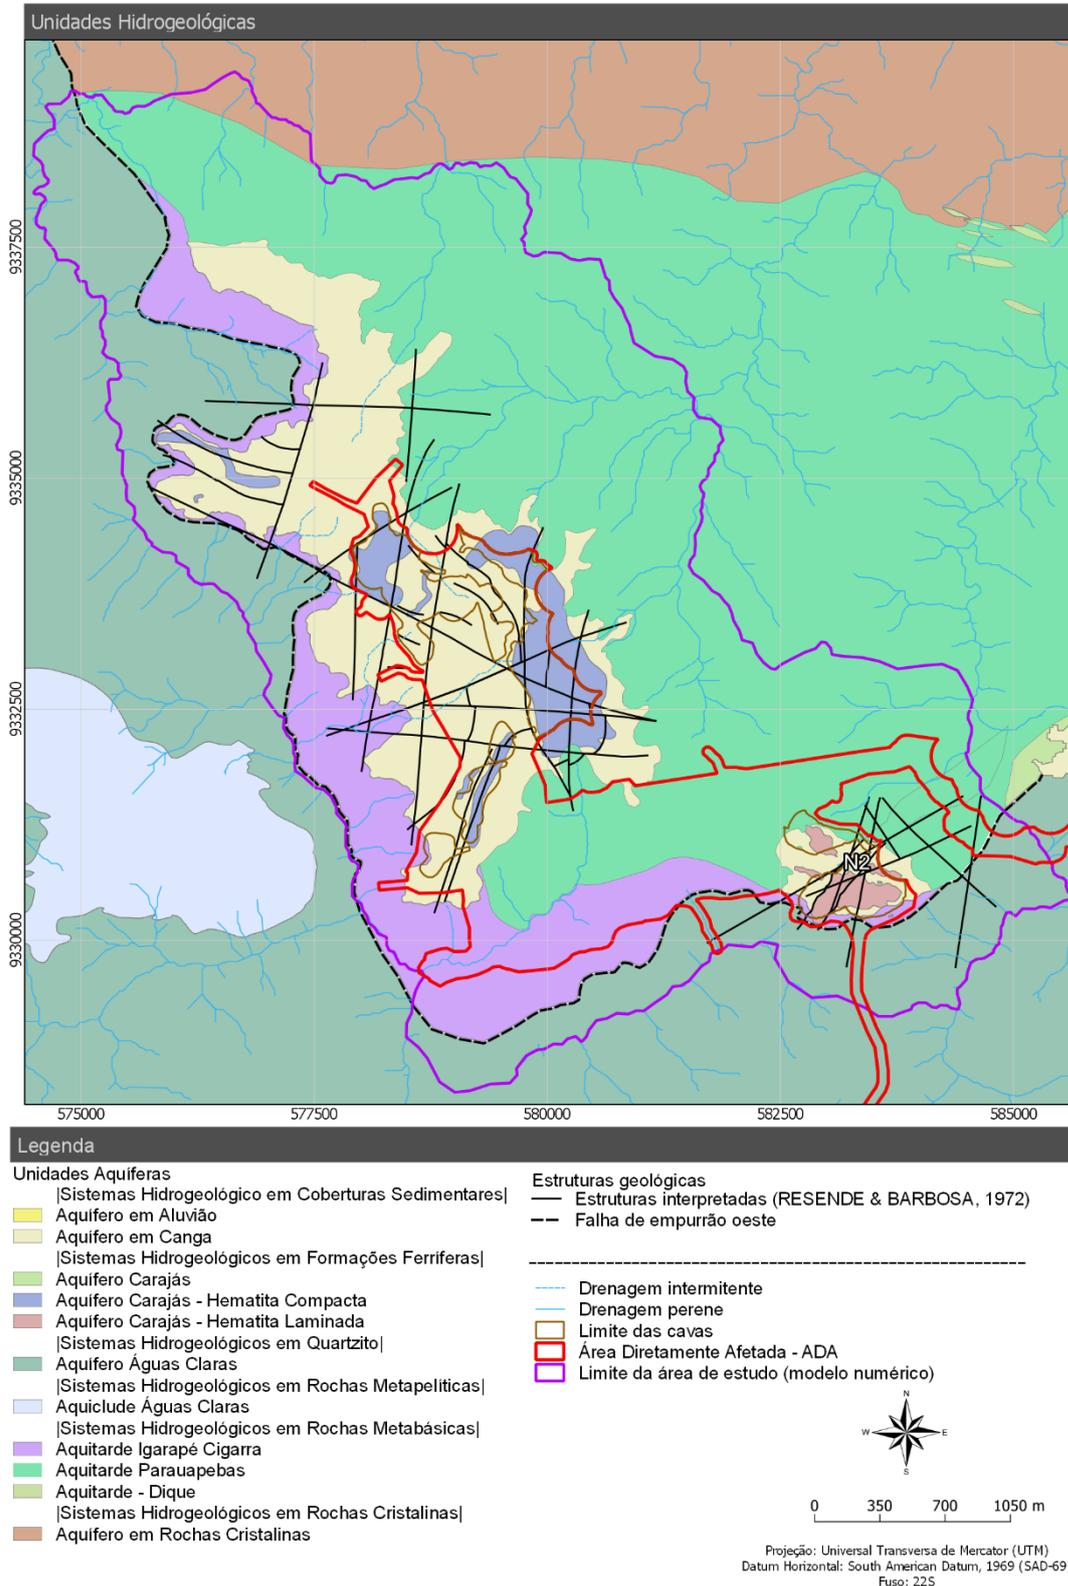 Unidades Hidrogeológicas
9337500
9335000
9332500
9330000
N2
575000
577500
580000
582500
585000
Legenda
Unidades Aquíferas
|Sistemas Hidrogeológico em Coberturas Sedimentares|
Aquífero em Aluvião
Aquífero em Canga
|Sistemas Hidrogeológicos em Formações Ferríferas|
Aquífero Carajás
Aquífero Carajás - Hematita Compacta
Aquífero Carajás - Hematita Laminada
|Sistemas Hidrogeológicos em Quartzito|
Aquífero Águas Claras
|Sistemas Hidrogeológicos em Rochas Metapelíticas|
Aquiclude Águas Claras
|Sistemas Hidrogeológicos em Rochas Metabásicas|
Aquitarde Igarapé Cigarra
Aquitarde Parauapebas
Aquitarde - Dique
|Sistemas Hidrogeológicos em Rochas Cristalinas|
Aquífero em Rochas Cristalinas
Estruturas geológicas
Estruturas interpretadas (RESENDE & BARBOSA, 1972)
Falha de empurrão oeste
Drenagem intermitente
Drenagem perene
Limite das cavas
Área Diretamente Afetada - ADA
Limite da área de estudo (modelo numérico)
N
W E
S
0 350 700 1050 m
Projeção: Universal Transversa de Mercator (UTM)
Datum Horizontal: South American Datum, 1969 (SAD-69
Fuso: 22S